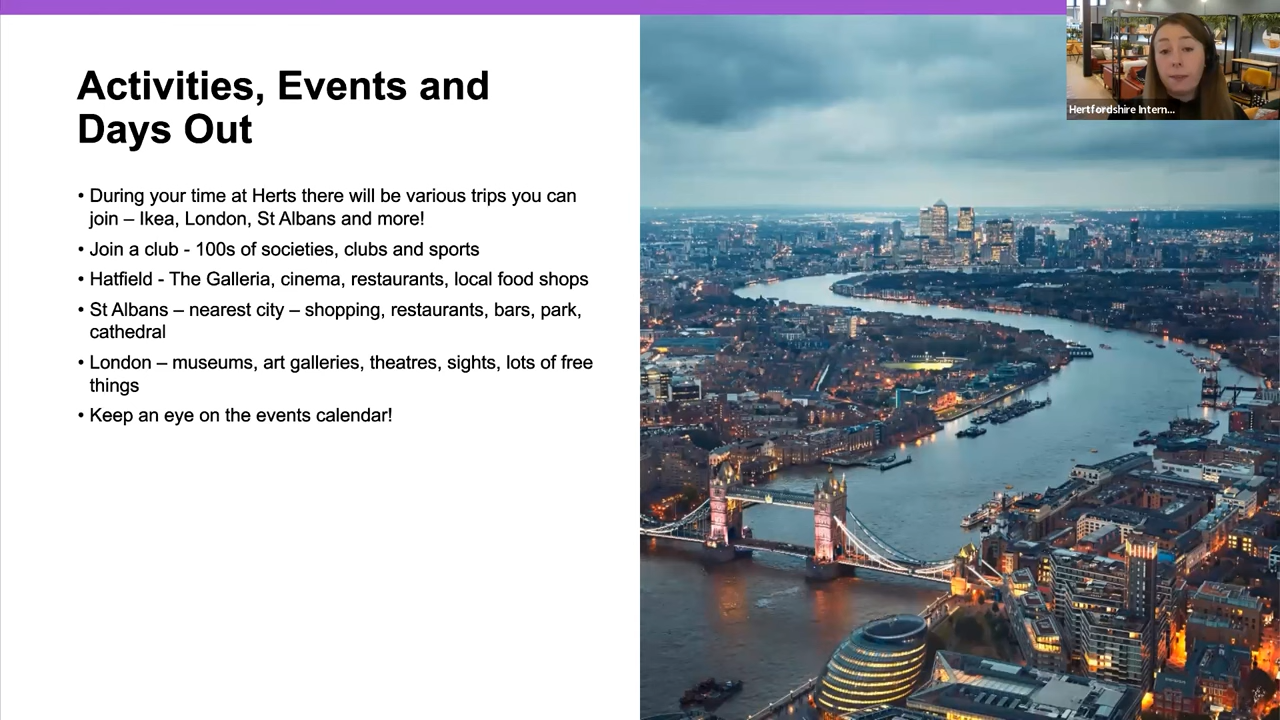 Activities, Events and
Days Out
• During your time at Herts there will be various trips you can
join – Ikea, London, St Albans and more!
• Join a club - 100s of societies, clubs and sports
• Hatfield - The Galleria, cinema, restaurants, local food shops
• St Albans – nearest city – shopping, restaurants, bars, park,
cathedral
• London – museums, art galleries, theatres, sights, lots of free
things
• Keep an eye on the events calendar!
Hertfordshire Intern...